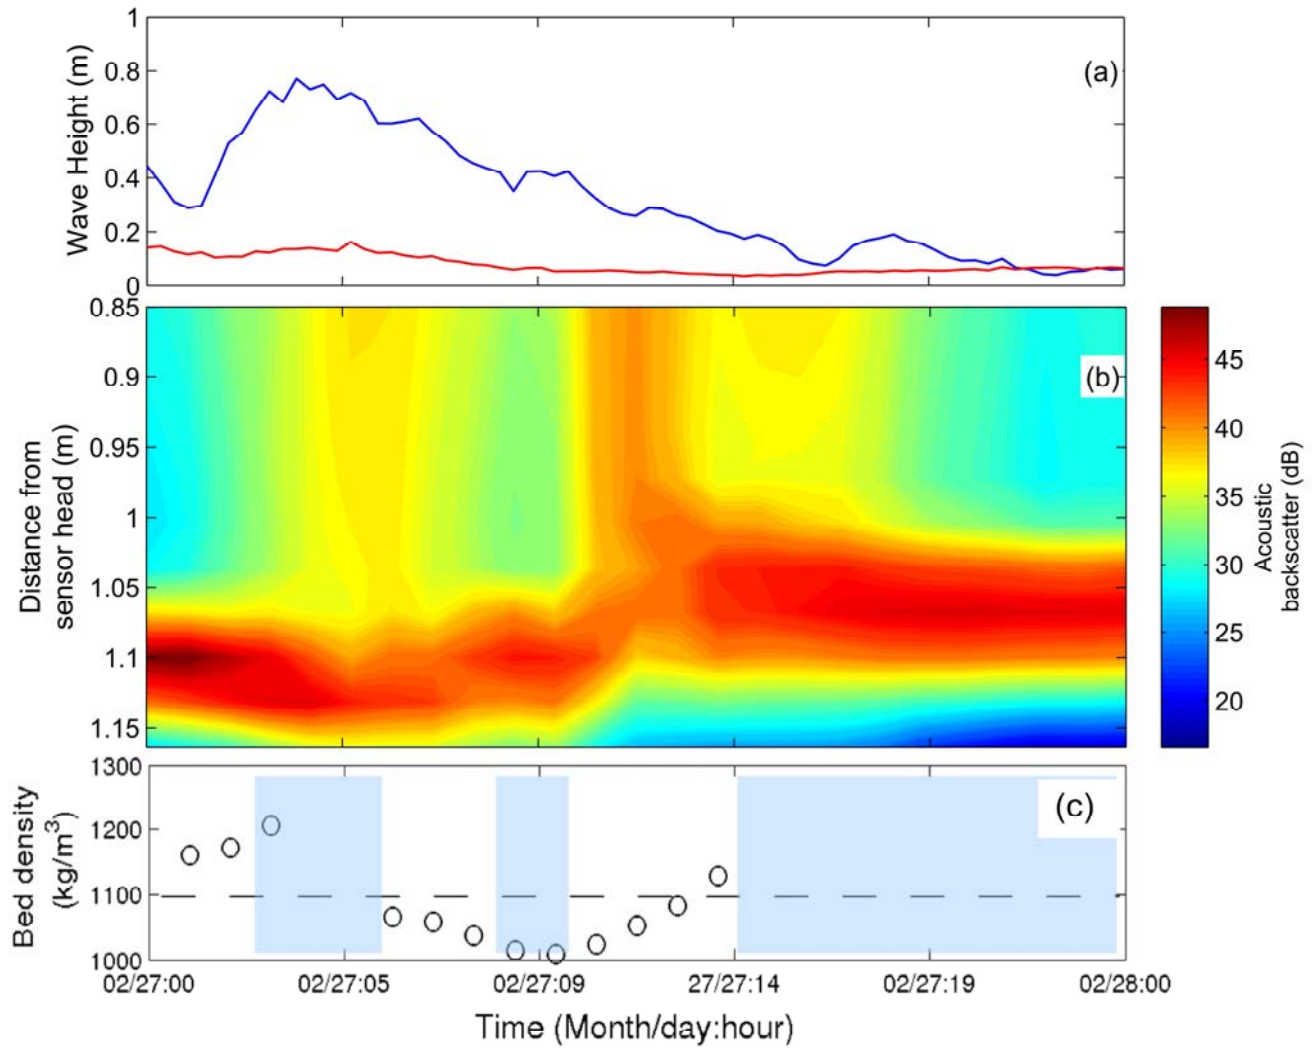 1
0.8
0.6
0.4
0.2
0
Wave Height (m)
(a)
0.85
0.9
0.95
1
1.05
1.1
1.15
Distance from
sensor head (m)
(b)
45
40
35
30
25
20
Acoustic
backscatter (dB)
1300
1200
1100
1000
Bed density
(kg/m³)
(c)
02/27:00 02/27:05 02/27:09 27/27:14 02/27:19 02/28:00
Time (Month/day:hour)